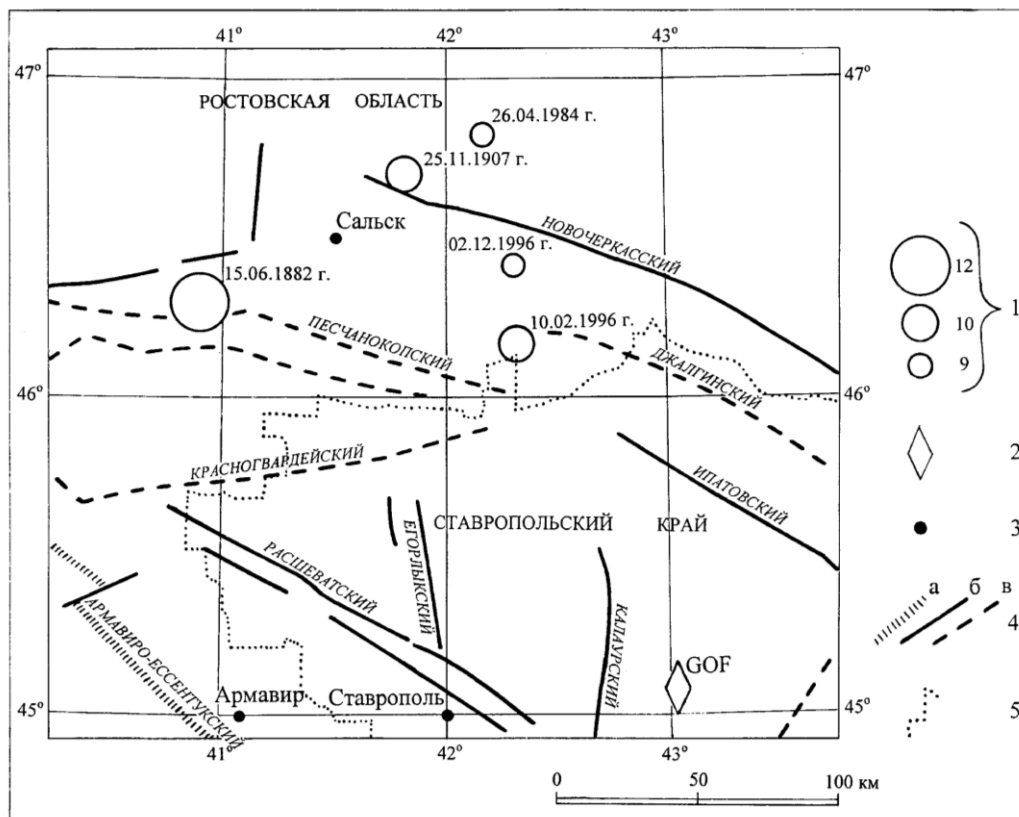 41° 42° 43°
47° 47°
РОСТОВСКАЯ ОБЛАСТЬ
26.04.1984 г.
25.11.1907 г.
Сальск
НОВОЧЕРКАССКИЙ
02.12.1996 г.
15.06.1882 г.
10.02.1996 г.
ПЕСЧАНОКОПСКИЙ
ДЖАЛГИНСКИЙ
46° 46°
КРАСНОГВАРДЕЙСКИЙ
ИПАТОВСКИЙ
СТАВРОПОЛЬСКИЙ КРАЙ
ЕГОРЛЫКСКИЙ
РАСШЕВАТСКИЙ
КАЛАУРСКИЙ
АРМАВИРО-ЕССЕНТУКСКИЙ
GOF
Армавир
Ставрополь
45° 45°
41° 42° 43°
0 50 100 км
12
10
9
1
2
3
а б в
4
5